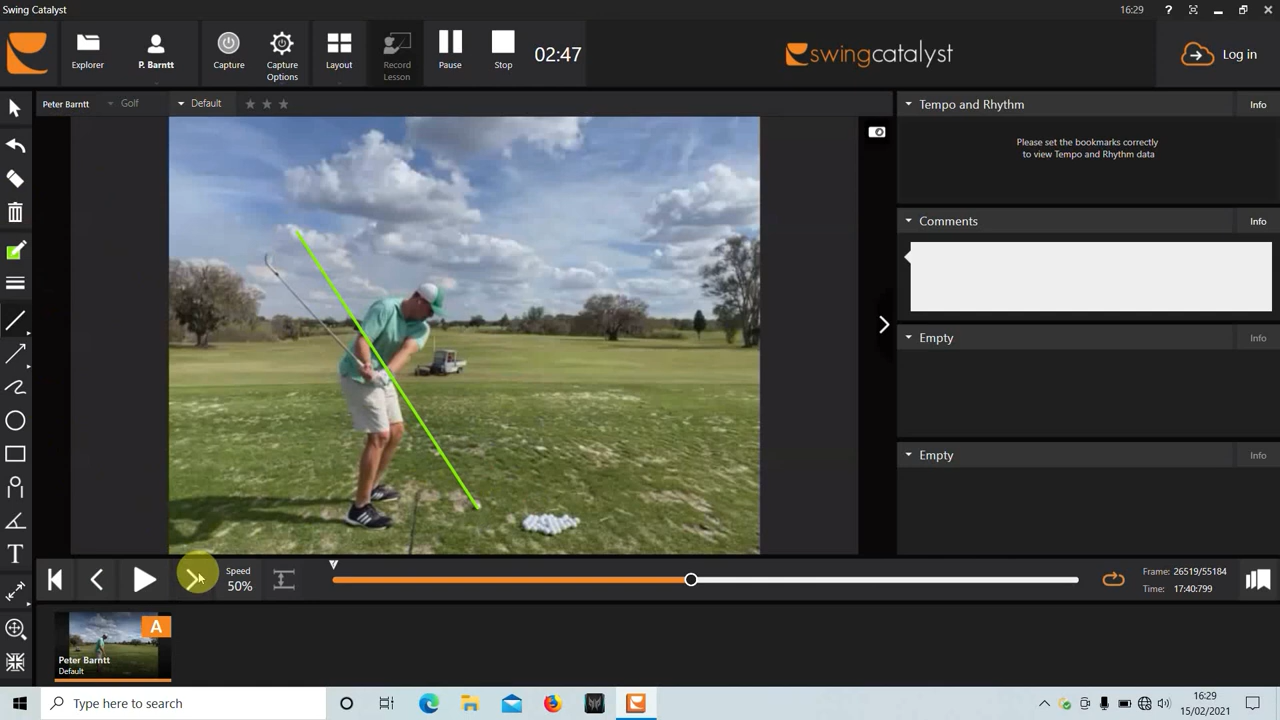 Swing Catalyst
16:29
?
Explorer
P. Barntt
Capture
Capture
Options
Layout
Record
Lesson
Pause
Stop
02:47
swingcatalyst
Log in
Peter Barntt
Golf
Default
Tempo and Rhythm
Info
Please set the bookmarks correctly
to view Tempo and Rhythm data
Comments
Info
Empty
Info
Empty
Info
T
Speed
50%
Frame: 26519/55184
Time: 17:40:799
A
Peter Barntt
Default
Type here to search
16:29
15/02/2021